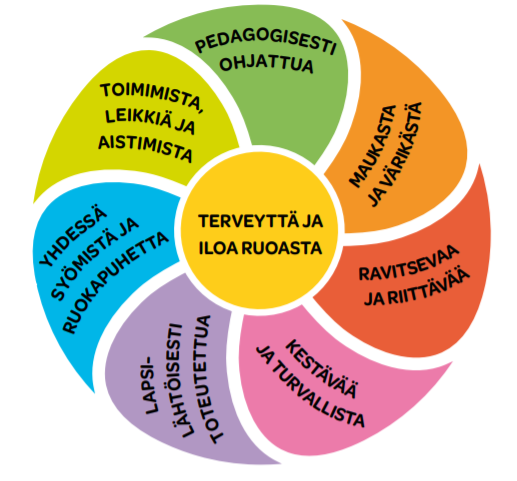 PEDAGOGISESTI
OHJATTUA
MAUKASTA
JA VÄRIKÄSTÄ
RAVITSEVAA
JA RIITTÄVÄÄ
KESTÄVÄÄ
JA TURVALLISTA
LAPSI-
LÄHTÖISESTI
TOTEUTETTUA
YHDESSÄ
SYÖMISTÄ JA
RUOKAPUHETTA
TOIMIMISTA,
LEIKKIÄ JA
AISTIMISTA
TERVEYTTÄ JA
ILOA RUOASTA